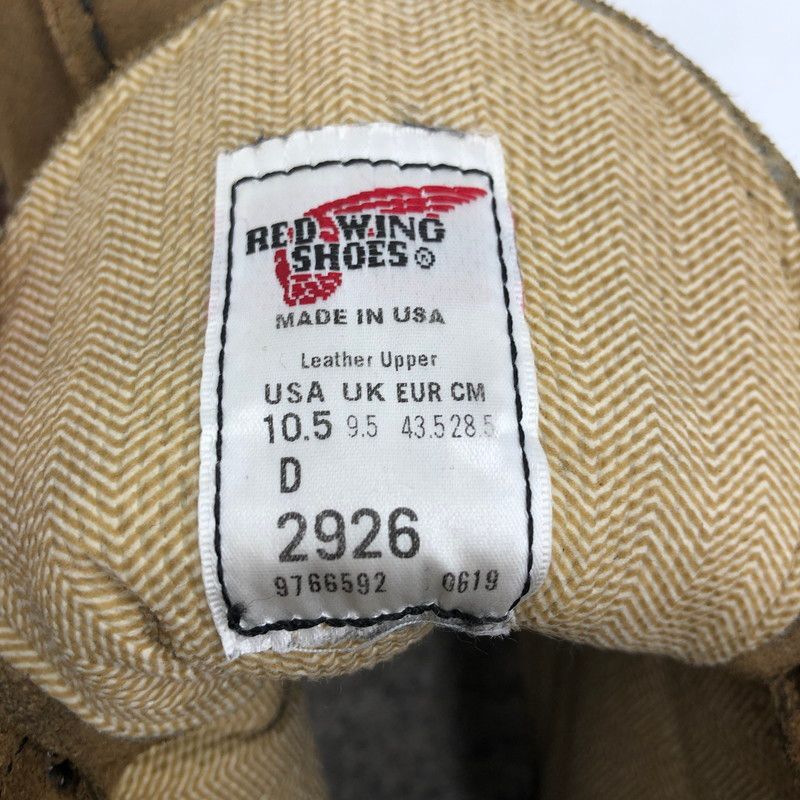 RED WING
SHOES ®
MADE IN USA
Leather Upper
USA UK EUR CM
10.5 9.5 43.5 28.5
D
2926
9766592 0619